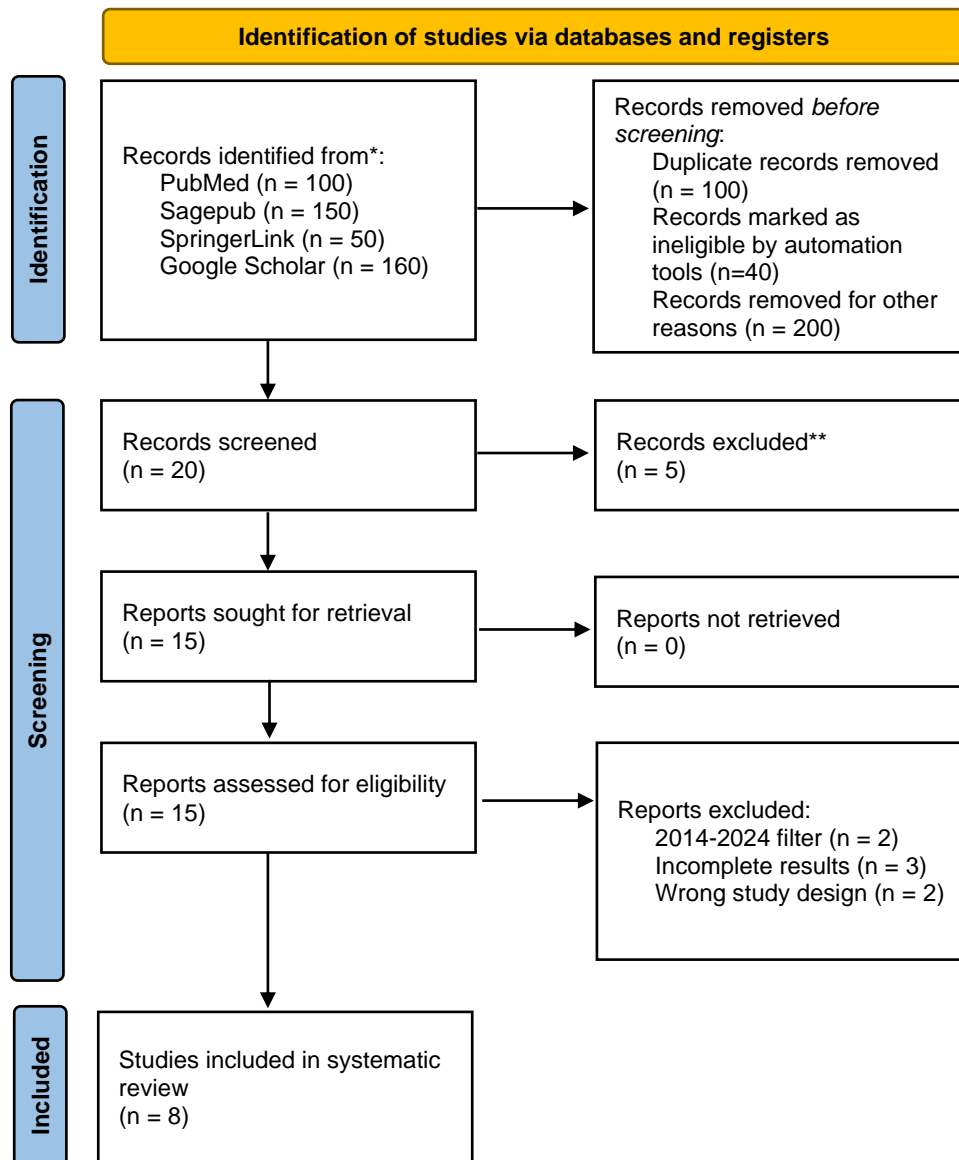 Identification of studies via databases and registers
Identification
Records identified from*:
PubMed (n = 100)
Sagepub (n = 150)
SpringerLink (n = 50)
Google Scholar (n = 160)
Records removed before
screening:
Duplicate records removed
(n = 100)
Records marked as
ineligible by automation
tools (n=40)
Records removed for other
reasons (n = 200)
Screening
Records screened
(n = 20)
Records excluded**
(n = 5)
Reports sought for retrieval
(n = 15)
Reports not retrieved
(n = 0)
Reports assessed for eligibility
(n = 15)
Reports excluded:
2014-2024 filter (n = 2)
Incomplete results (n = 3)
Wrong study design (n = 2)
Included
Studies included in systematic
review
(n = 8)